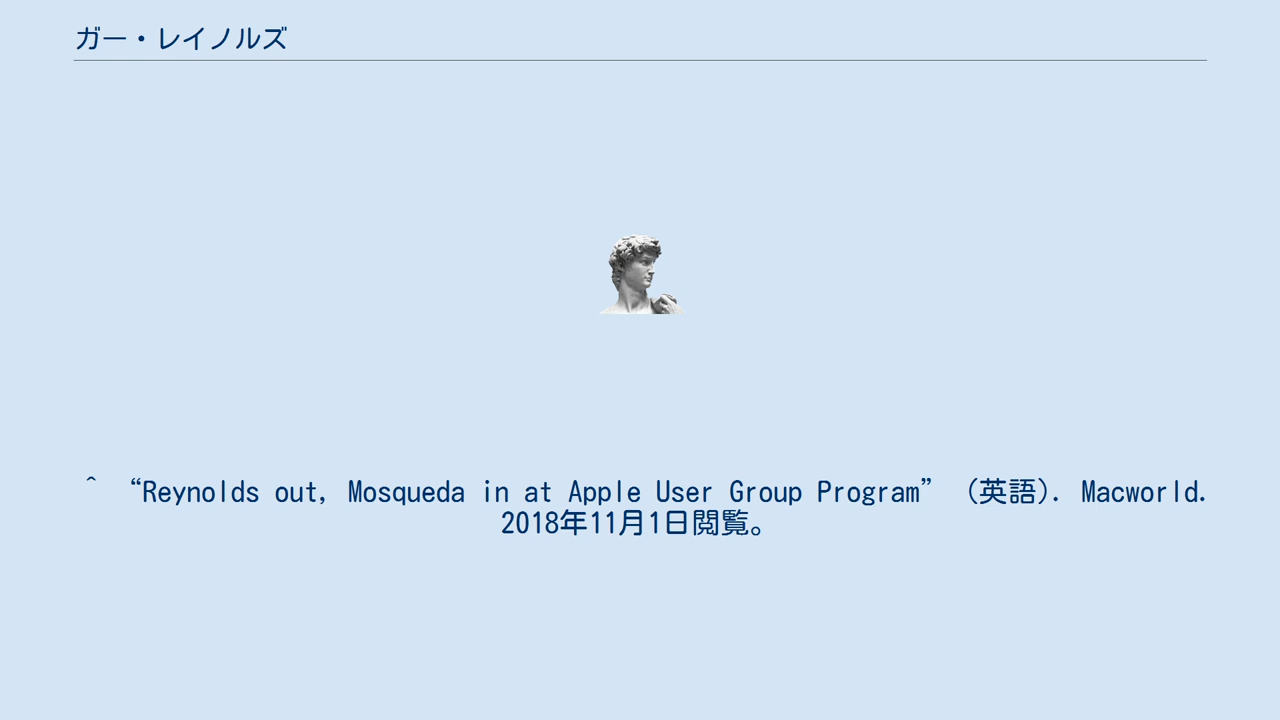 ガー・レイノルズ
^ “Reynolds out, Mosqueda in at Apple User Group Program” (英語). Macworld.
2018年11月1日閲覧。